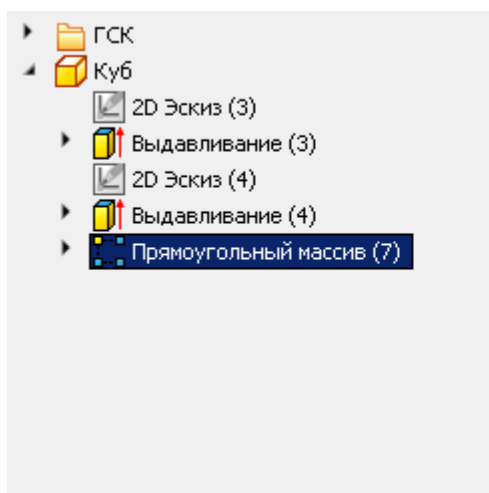 ГСК
Куб
2D Эскиз (3)
Выдавливание (3)
2D Эскиз (4)
Выдавливание (4)
Прямоугольный массив (7)